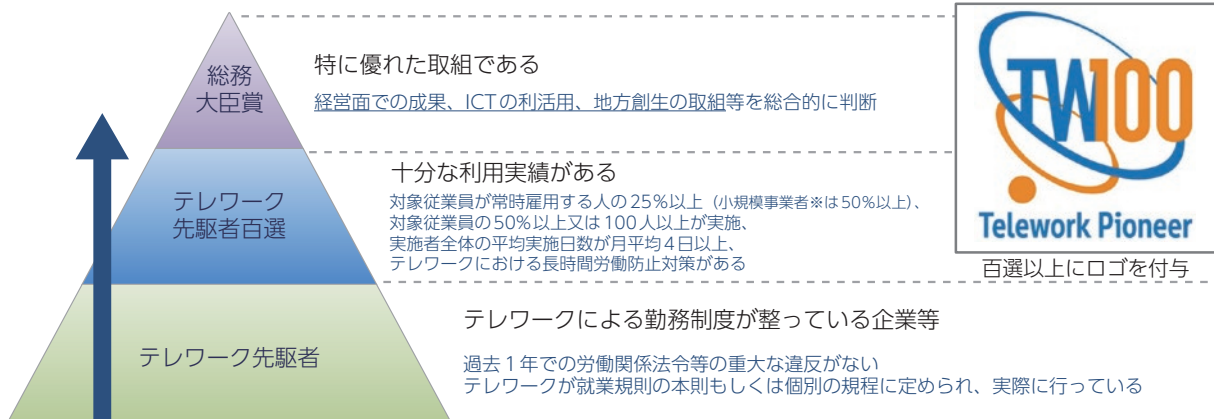 総務
大臣賞
特に優れた取組である
経営面での成果、ICTの利活用、地方創生の取組等を総合的に判断
テレワーク
先駆者百選
十分な利用実績がある
対象従業員が常時雇用する人の25%以上（小規模事業者※は50%以上）、
対象従業員の50%以上又は100人以上が実施、
実施者全体の平均実施日数が月平均4日以上、
テレワークにおける長時間労働防止対策がある
TW100
Telework Pioneer
百選以上にロゴを付与
テレワーク先駆者
テレワークによる勤務制度が整っている企業等
過去1年での労働関係法令等の重大な違反がない
テレワークが就業規則の本則もしくは個別の規程に定められ、実際に行っている